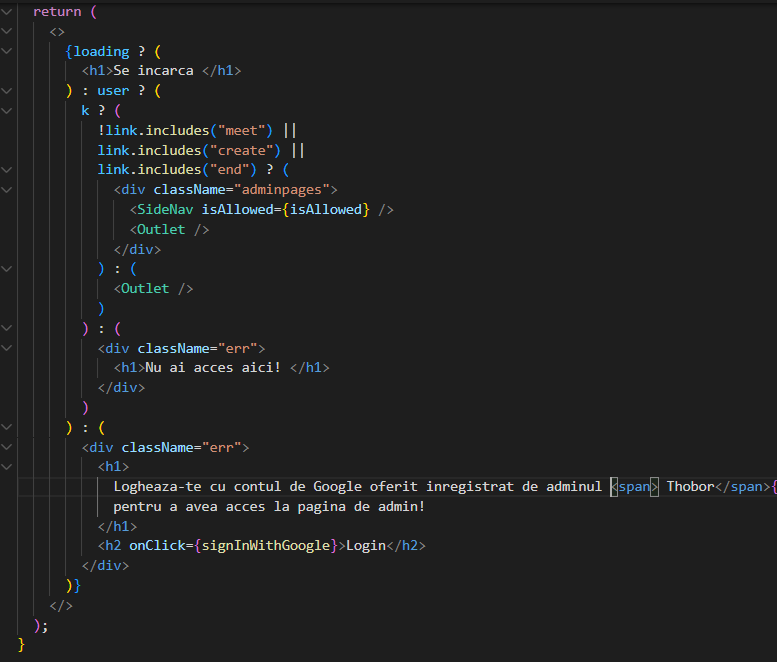 return (
<>
{loading ? (
<h1>Se incarca </h1>
) : user ? (
k ? (
!link.includes("meet") ||
link.includes("create") ||
link.includes("end") ? (
<div className="adminpages">
<SideNav isAllowed={isAllowed} />
<Outlet />
</div>
) : (
<Outlet />
)
) : (
<div className="err">
<h1>Nu ai acces aici! </h1>
</div>
)
) : (
<div className="err">
<h1>
Logheaza-te cu contul de Google oferit inregistrat de adminul <span> Thobor</span>{
pentru a avea acces la pagina de admin!
</h1>
<h2 onClick={signInWithGoogle}>Login</h2>
</div>
)}
</>
);
}